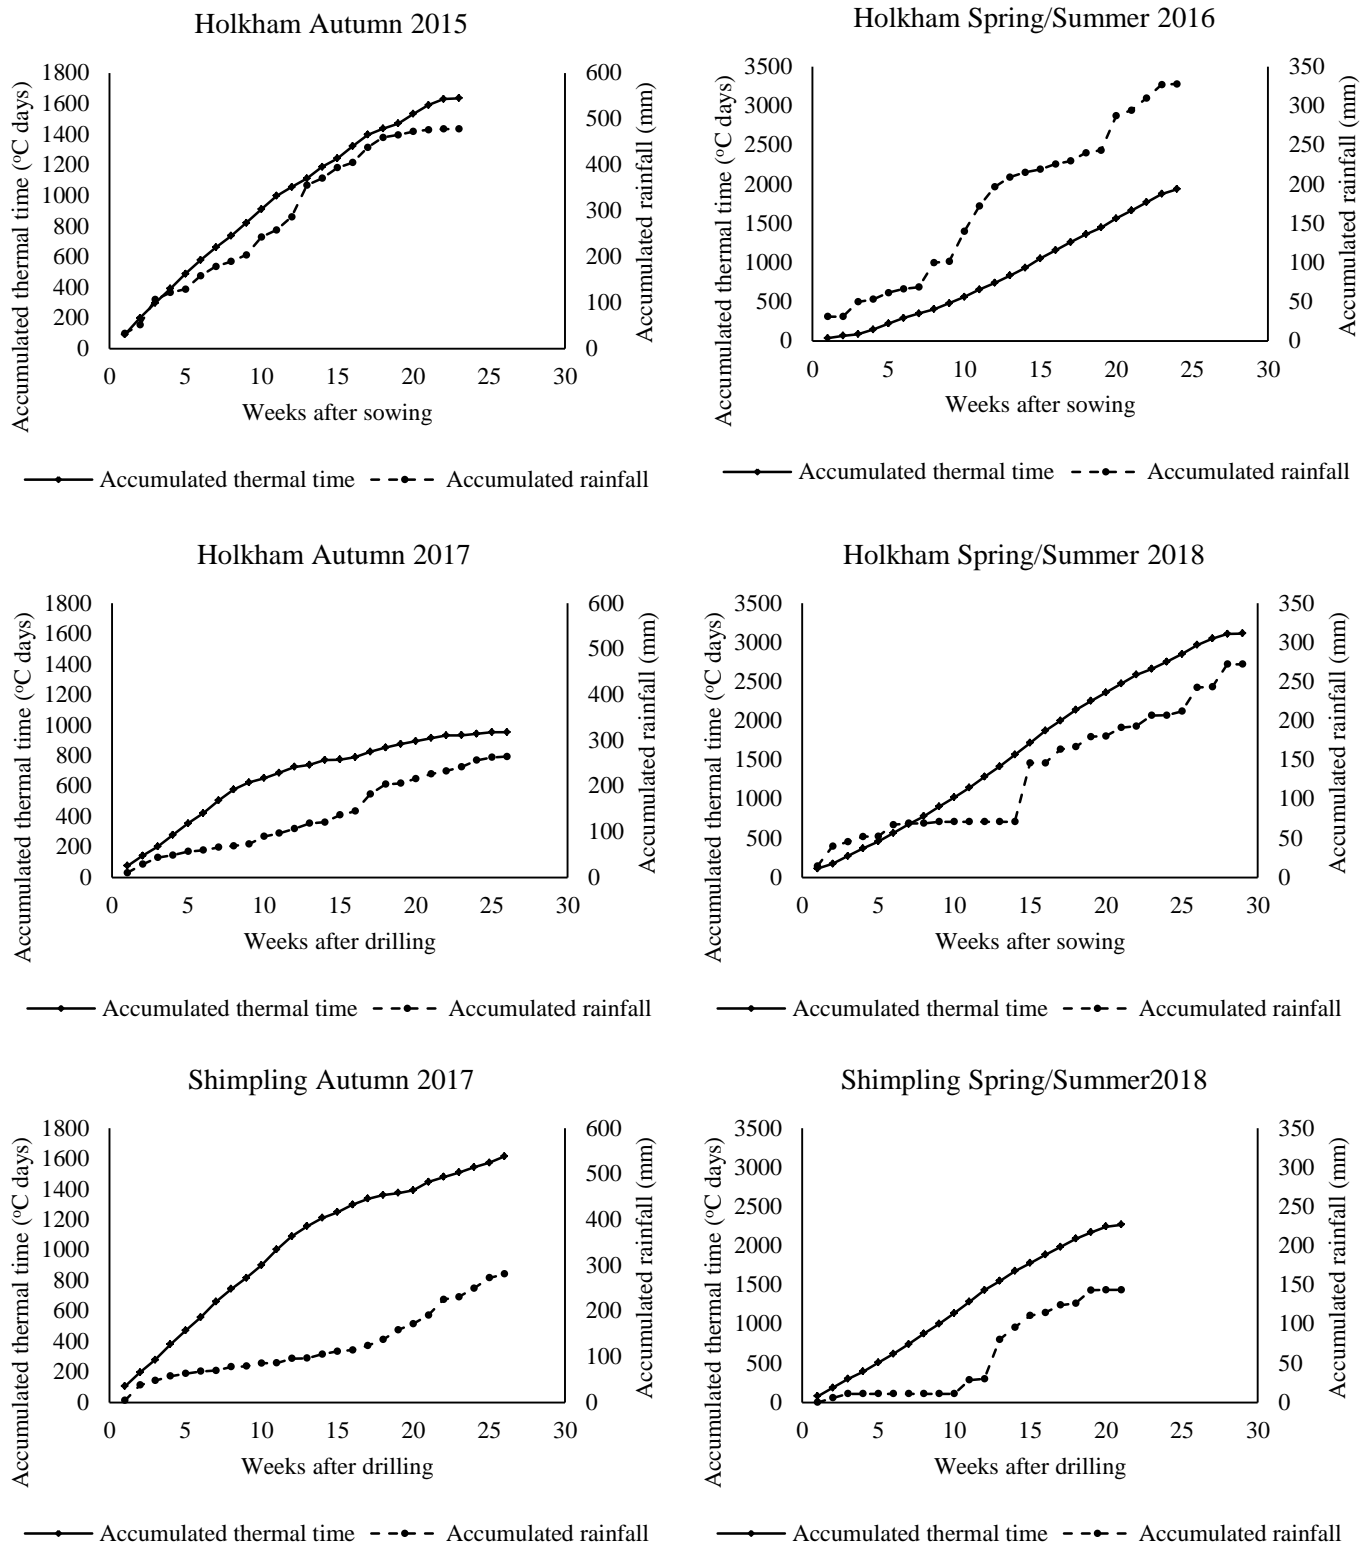 Holkham Autumn 2015
Accumulated thermal time (°C days)
1800
1600
1400
1200
1000
800
600
400
200
0
600
500
400
300
200
100
0
Accumulated rainfall (mm)
0 5 10 15 20 25 30
Weeks after sowing
Accumulated thermal time Accumulated rainfall
Holkham Spring/Summer 2016
Accumulated thermal time (°C days)
3500
3000
2500
2000
1500
1000
500
0
350
300
250
200
150
100
50
0
Accumulated rainfall (mm)
0 5 10 15 20 25 30
Weeks after sowing
Accumulated thermal time Accumulated rainfall
Holkham Autumn 2017
Accumulated thermal time (°C days)
1800
1600
1400
1200
1000
800
600
400
200
0
600
500
400
300
200
100
0
Accumulated rainfall (mm)
0 5 10 15 20 25 30
Weeks after drilling
Accumulated thermal time Accumulated rainfall
Holkham Spring/Summer 2018
Accumulated thermal time (°C days)
3500
3000
2500
2000
1500
1000
500
0
350
300
250
200
150
100
50
0
Accumulated rainfall (mm)
0 5 10 15 20 25 30
Weeks after sowing
Accumulated thermal time Accumulated rainfall
Shimpling Autumn 2017
Accumulated thermal time (°C days)
1800
1600
1400
1200
1000
800
600
400
200
0
600
500
400
300
200
100
0
Accumulated rainfall (mm)
0 5 10 15 20 25 30
Weeks after drilling
Accumulated thermal time Accumulated rainfall
Shimpling Spring/Summer2018
Accumulated thermal time (°C days)
3500
3000
2500
2000
1500
1000
500
0
350
300
250
200
150
100
50
0
Accumulated rainfall (mm)
0 5 10 15 20 25 30
Weeks after drilling
Accumulated thermal time Accumulated rainfall